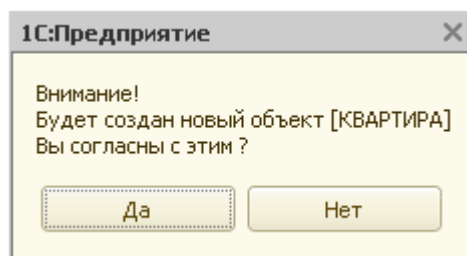 1С:Предприятие
Внимание!
Будет создан новый объект [КВАРТИРА]
Вы согласны с этим ?
Да
Нет